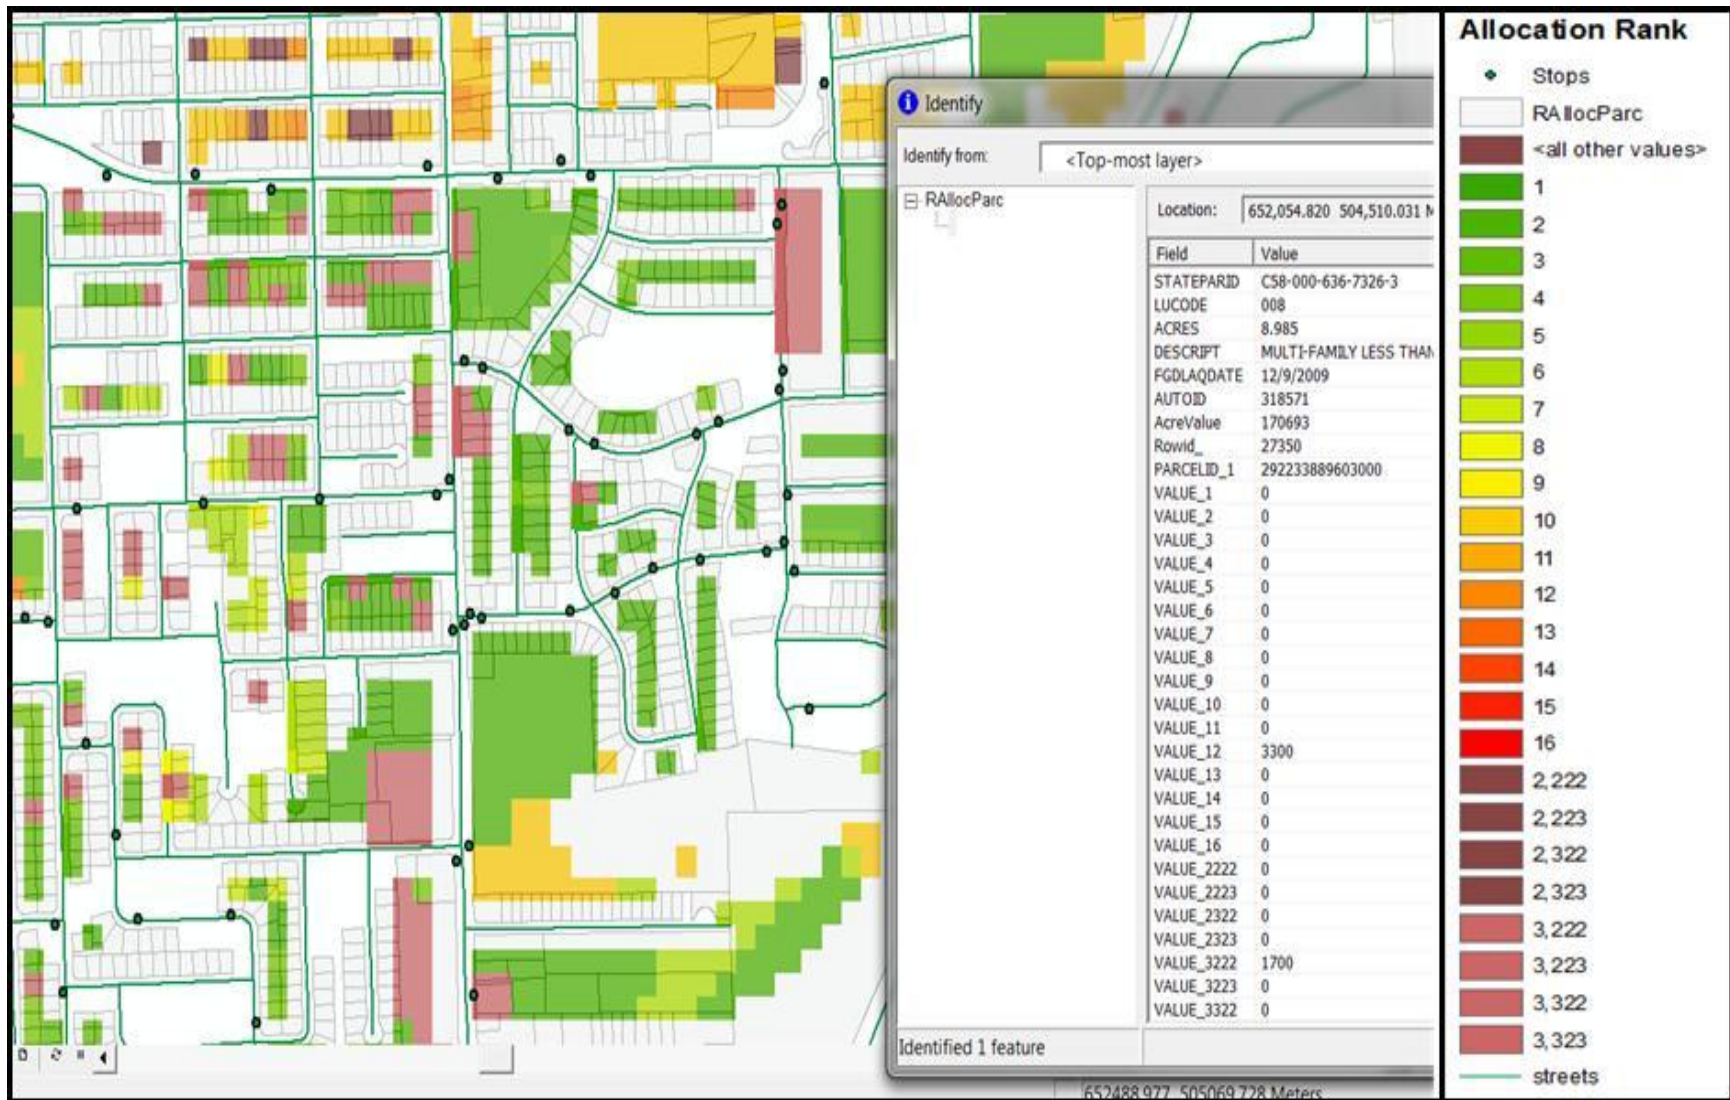 Identify
Identify from:
<Top-most layer>
RAllocParc
Location: 652,054.820 504,510.031 M
Field Value
STATEPARID C58-000-636-7326-3
LUCODE 008
ACRES 8.985
DESCRIPT MULTI-FAMILY LESS THAN
FGDLAQDATE 12/9/2009
AUTOID 318571
AcreValue 170693
Rowid_ 27350
PARCELID_1 292233889603000
VALUE_1 0
VALUE_2 0
VALUE_3 0
VALUE_4 0
VALUE_5 0
VALUE_6 0
VALUE_7 0
VALUE_8 0
VALUE_9 0
VALUE_10 0
VALUE_11 0
VALUE_12 3300
VALUE_13 0
VALUE_14 0
VALUE_15 0
VALUE_16 0
VALUE_2222 0
VALUE_2223 0
VALUE_2322 0
VALUE_2323 0
VALUE_3222 1700
VALUE_3223 0
VALUE_3322 0
Identified 1 feature
652488.977 505069.728 Meters
Allocation Rank
Stops
RAllocParc
<all other values>
1
2
3
4
5
6
7
8
9
10
11
12
13
14
15
16
2,222
2,223
2,322
2,323
3,222
3,223
3,322
3,323
streets